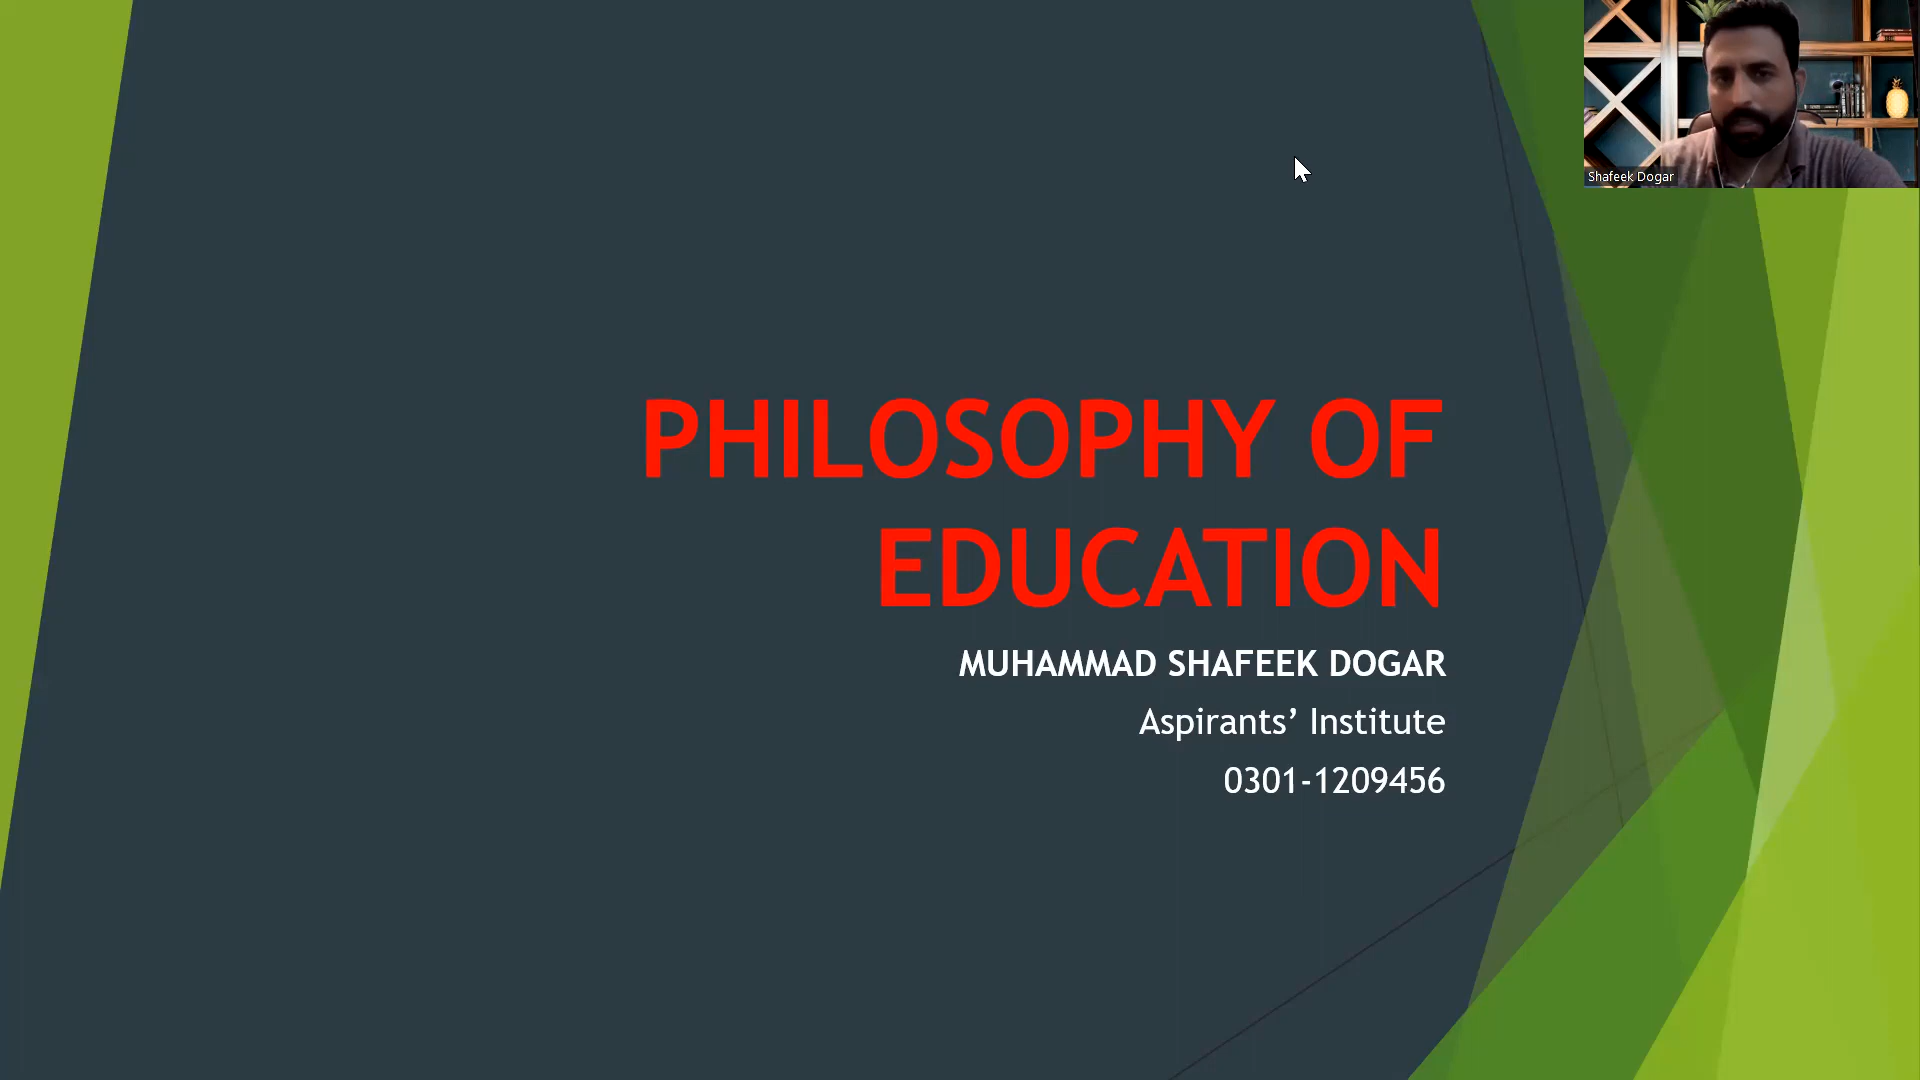 Shafeek Dogar
PHILOSOPHY OF
EDUCATION
MUHAMMAD SHAFEEK DOGAR
Aspirants’ Institute
0301-1209456